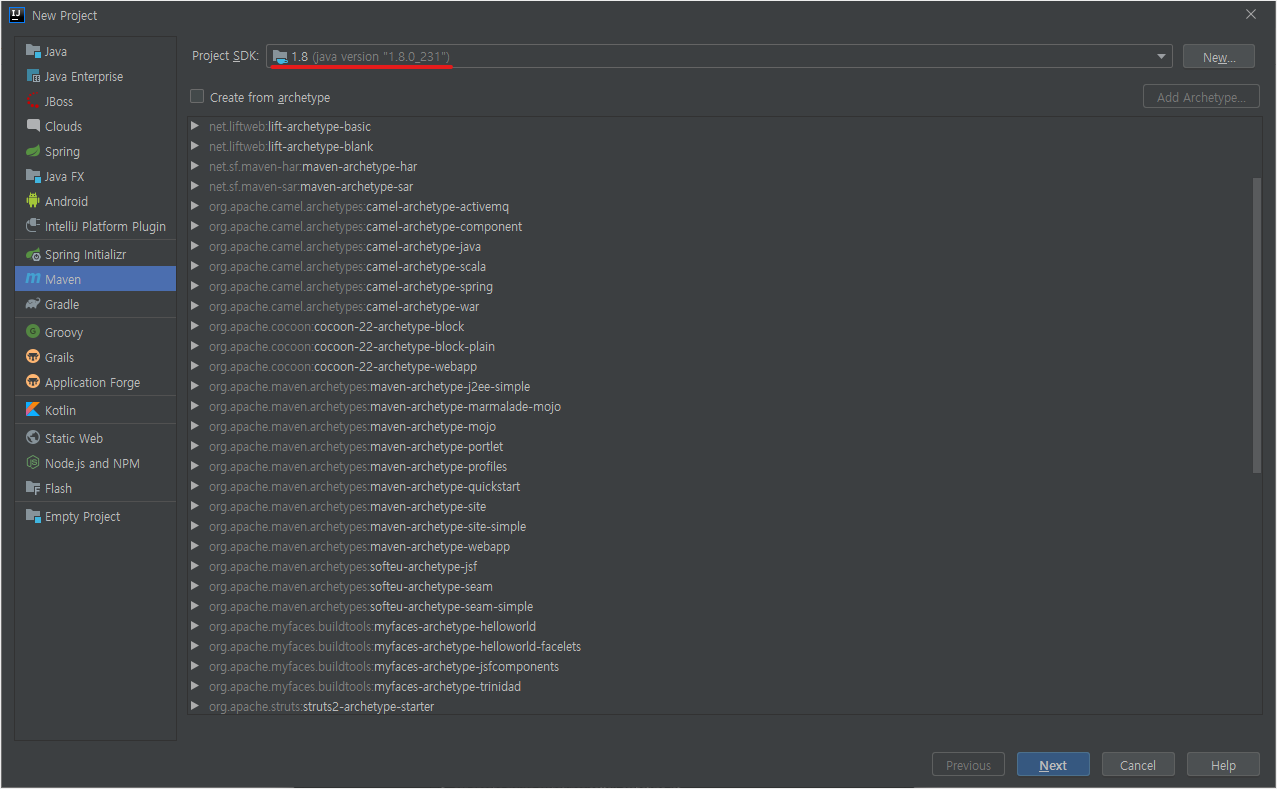 New Project
Java
Java Enterprise
JBoss
Clouds
Spring
Java FX
Android
IntelliJ Platform Plugin
Spring Initializr
Maven
Gradle
Groovy
Grails
Application Forge
Kotlin
Static Web
Node.js and NPM
Flash
Empty Project
Project SDK: 1.8 (java version "1.8.0_231") New...
Create from archetype Add Archetype...
net.liftweb:lift-archetype-basic
net.liftweb:lift-archetype-blank
net.sf.maven-har:maven-archetype-har
net.sf.maven-sar:maven-archetype-sar
org.apache.camel.archetypes:camel-archetype-activemq
org.apache.camel.archetypes:camel-archetype-component
org.apache.camel.archetypes:camel-archetype-java
org.apache.camel.archetypes:camel-archetype-scala
org.apache.camel.archetypes:camel-archetype-spring
org.apache.camel.archetypes:camel-archetype-war
org.apache.cocoon:cocoon-22-archetype-block
org.apache.cocoon:cocoon-22-archetype-block-plain
org.apache.cocoon:cocoon-22-archetype-webapp
org.apache.maven.archetypes:maven-archetype-j2ee-simple
org.apache.maven.archetypes:maven-archetype-marmalade-mojo
org.apache.maven.archetypes:maven-archetype-mojo
org.apache.maven.archetypes:maven-archetype-portlet
org.apache.maven.archetypes:maven-archetype-profiles
org.apache.maven.archetypes:maven-archetype-quickstart
org.apache.maven.archetypes:maven-archetype-site
org.apache.maven.archetypes:maven-archetype-site-simple
org.apache.maven.archetypes:maven-archetype-webapp
org.apache.maven.archetypes:softeu-archetype-jsf
org.apache.maven.archetypes:softeu-archetype-seam
org.apache.maven.archetypes:softeu-archetype-seam-simple
org.apache.myfaces.buildtools:myfaces-archetype-helloworld
org.apache.myfaces.buildtools:myfaces-archetype-helloworld-facelets
org.apache.myfaces.buildtools:myfaces-archetype-jsfcomponents
org.apache.myfaces.buildtools:myfaces-archetype-trinidad
org.apache.struts:struts2-archetype-starter
Previous Next Cancel Help